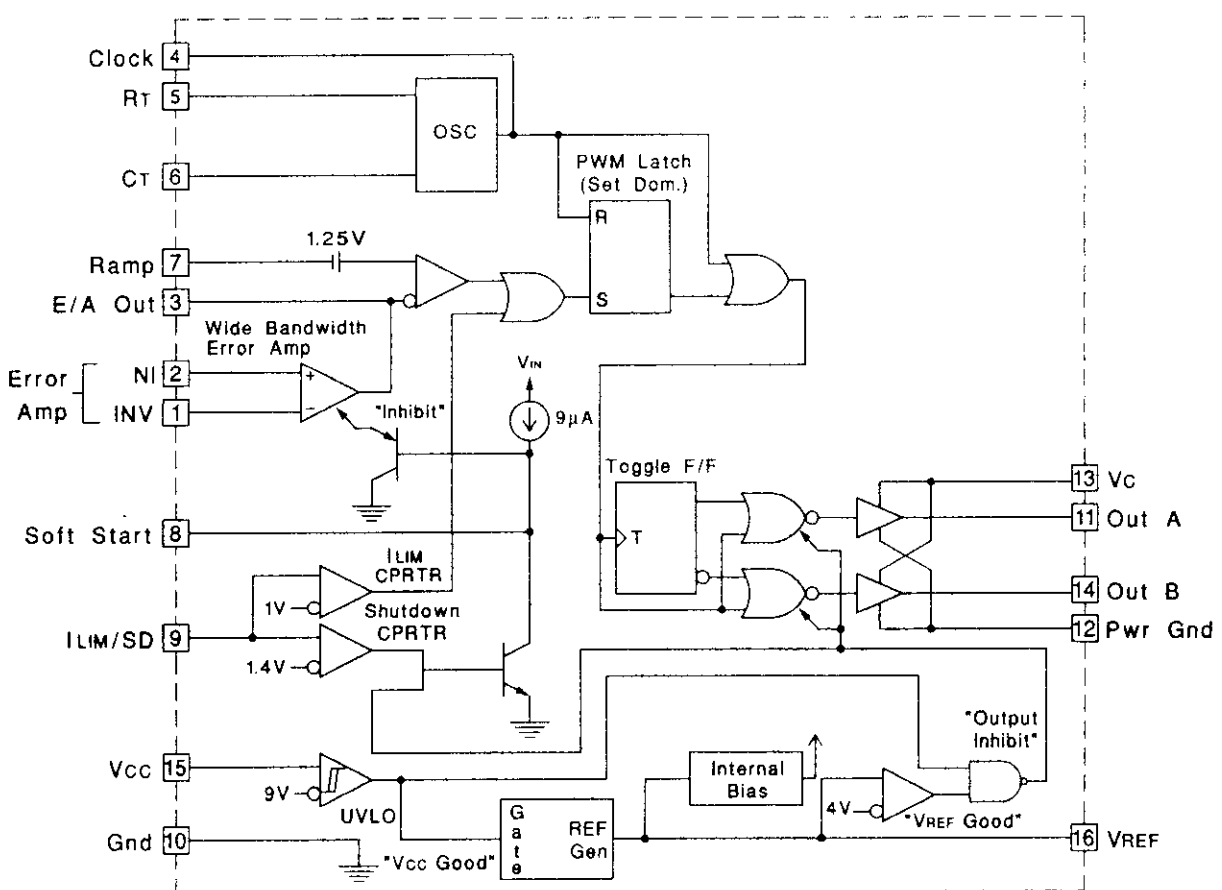 Clock 4
RT 5
OSC
CT 6
PWM Latch
(Set Dom.)
R
S
1.25V
Ramp 7
E/A Out 3
Wide Bandwidth
Error Amp
Error
Amp
NI 2
INV 1
+
−
"Inhibit"
VIN
9µA
Toggle F/F
T
13 Vc
11 Out A
14 Out B
12 Pwr Gnd
Soft Start 8
ILIM
CPRTR
1V
Shutdown
CPRTR
ILIM/SD 9
1.4V
"Output
Inhibit"
Vcc 15
9V
UVLO
Internal
Bias
4V
"VREF Good"
Gnd 10
"Vcc Good"
Gate
REF
Gen
16 VREF